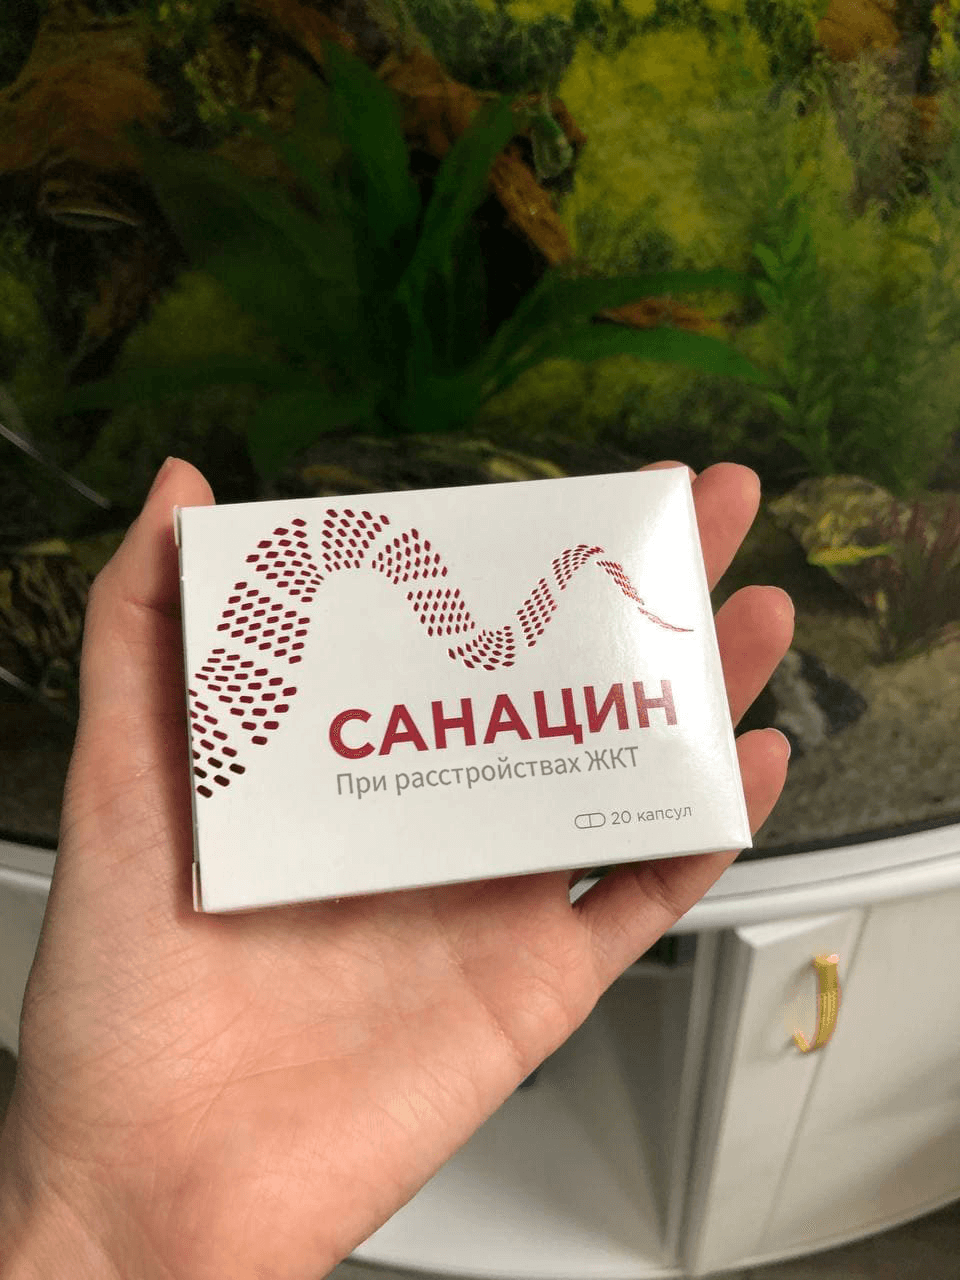 САНАЦИН
При расстройствах ЖКТ
20 капсул